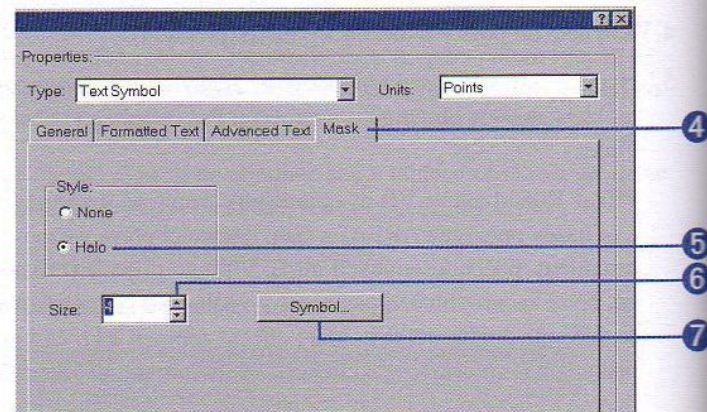 Properties:
Type: Text Symbol Units: Points
General Formatted Text Advanced Text Mask 4
Style:
None
Halo 5
6
Size: 4 Symbol...
7